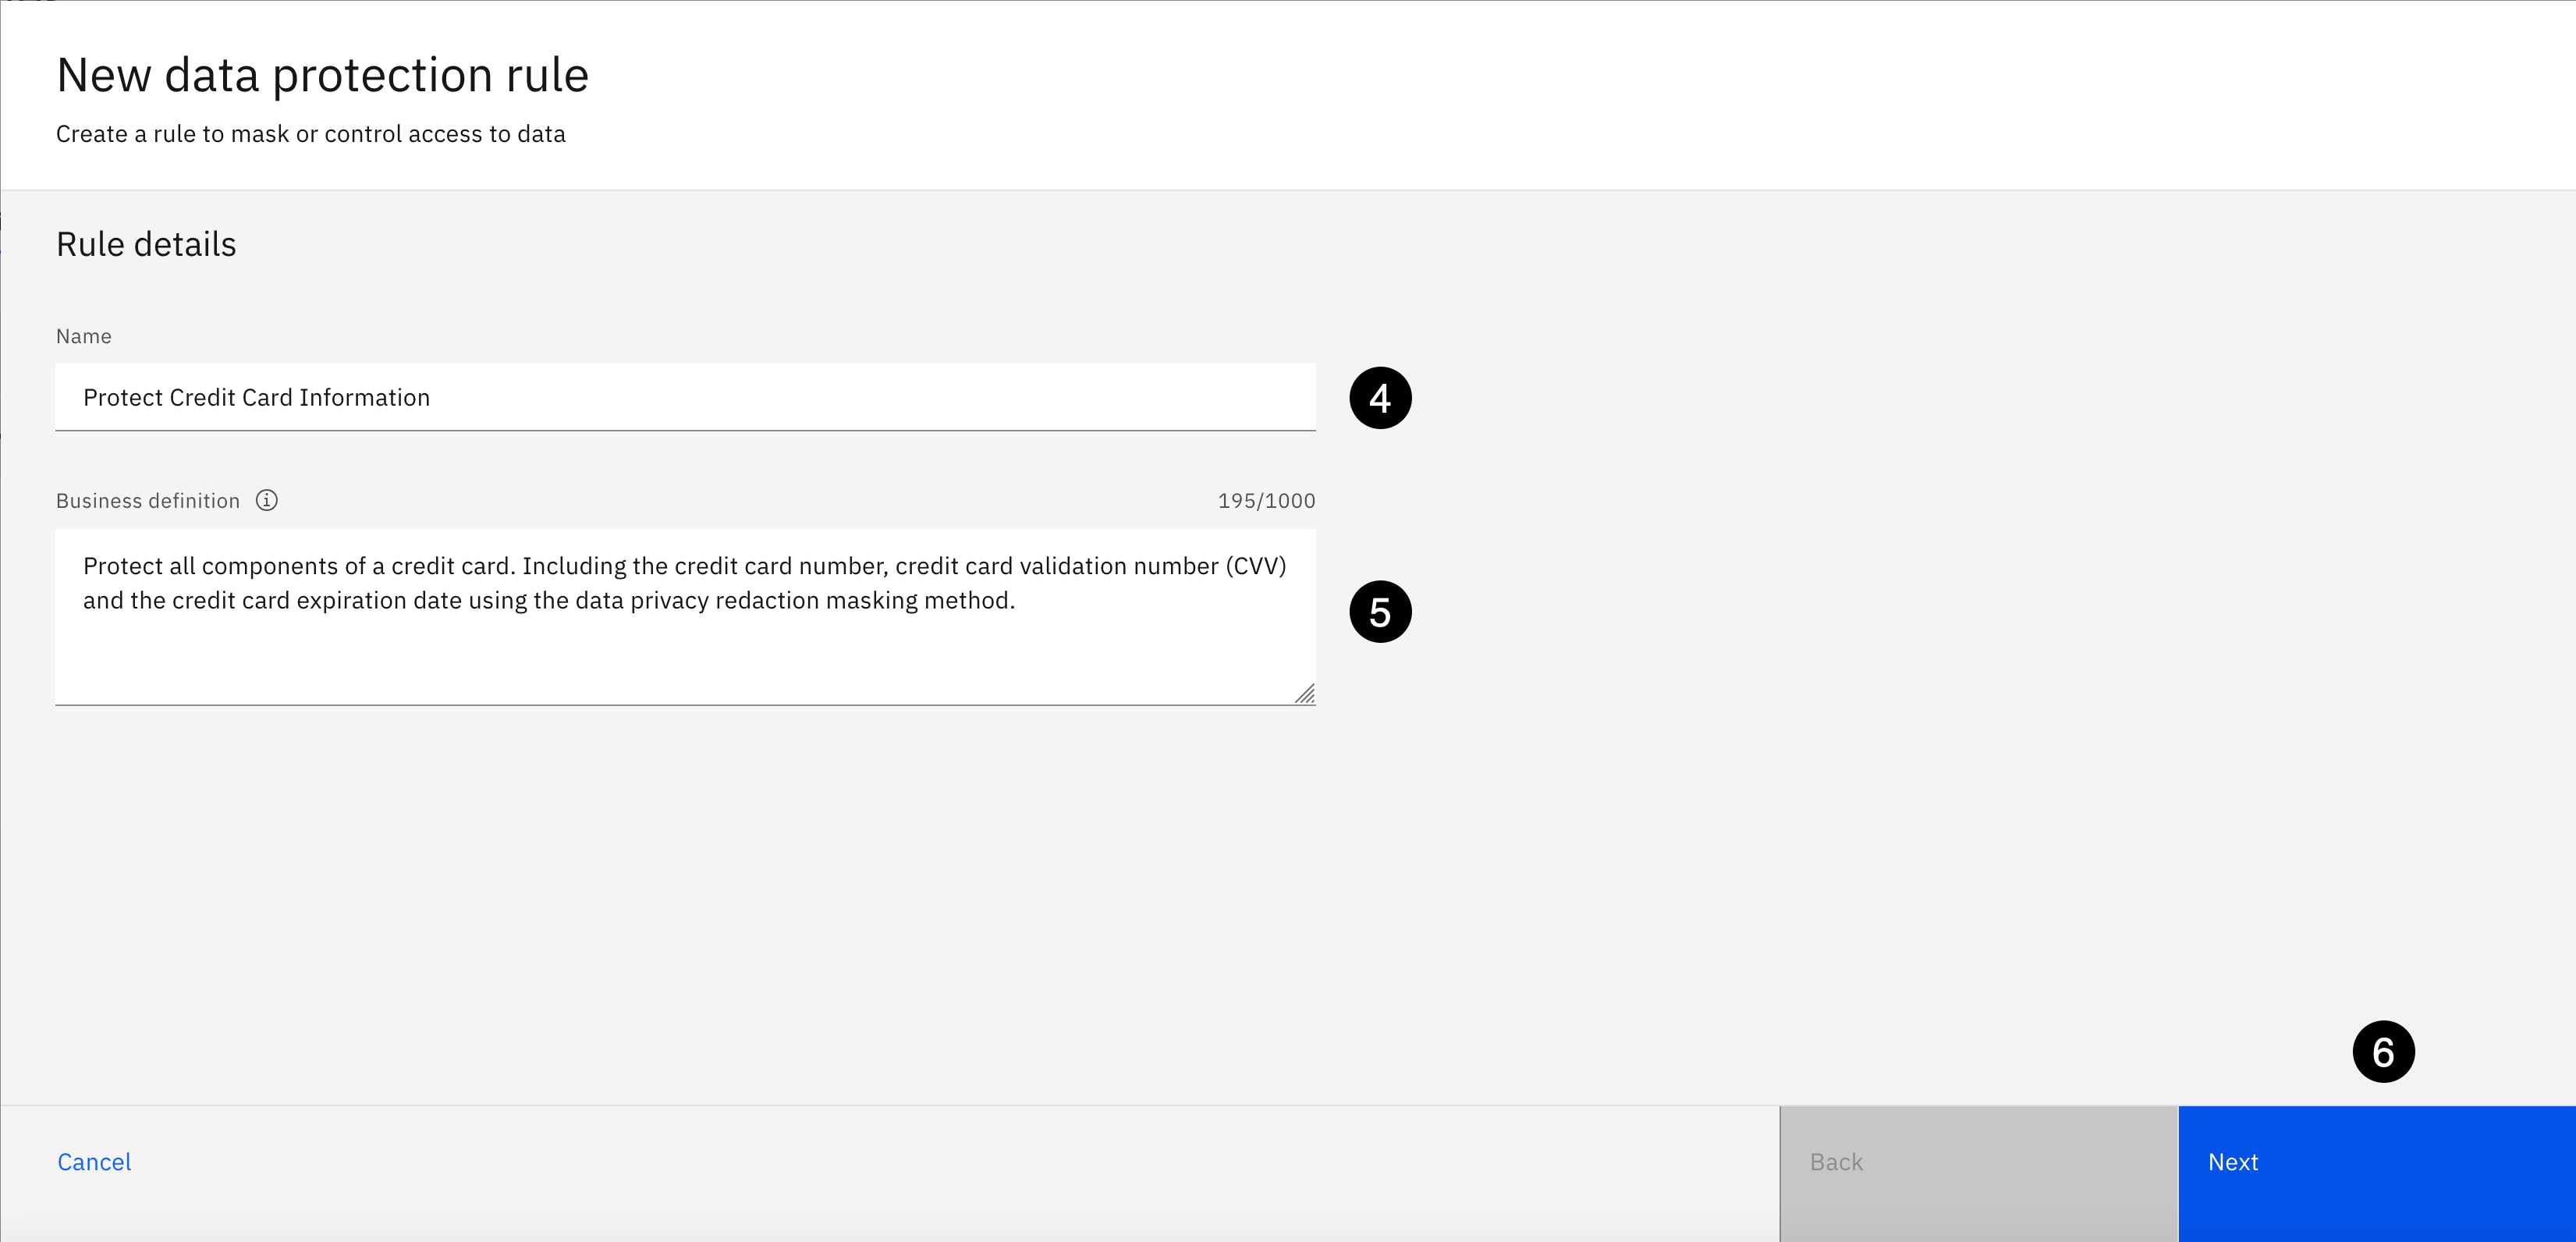 New data protection rule
Create a rule to mask or control access to data
Rule details
Name
Protect Credit Card Information
4
Business definition 195/1000
Protect all components of a credit card. Including the credit card number, credit card validation number (CVV)
and the credit card expiration date using the data privacy redaction masking method.
5
6
Cancel
Back
Next